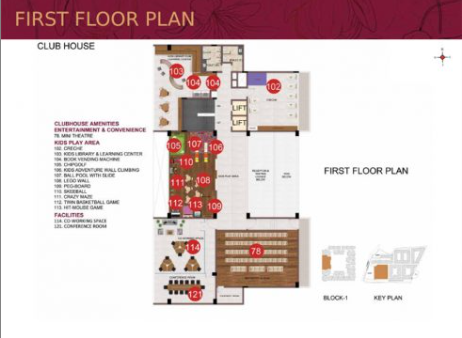 FIRST FLOOR PLAN
CLUB HOUSE
103
104
104
102
LIFT
LIFT
CLUBHOUSE AMENITIES
ENTERTAINMENT & CONVENIENCE
78. MINI THEATRE
KIDS PLAY AREA
102. CRECHE
103. KIDS LIBRARY & LEARNING CENTER
104. BOOK VENDING MACHINE
105. CHIPGOLF
106. KIDS ADVENTURE WALL CLIMBING
107. BALL POOL WITH SLIDE
108. LEGO WALL
109. PEG-BOARD
110. BASEBALL
111. CRAZY MAZE
112. TWIN BASKETBALL GAME
113. HIT MOUSE GAME
FACILITIES
114. CO WORKING SPACE
121. CONFERENCE ROOM
105
107
106
110
111
108
112
113
109
FIRST FLOOR PLAN
114
78
121
BLOCK-1
KEY PLAN